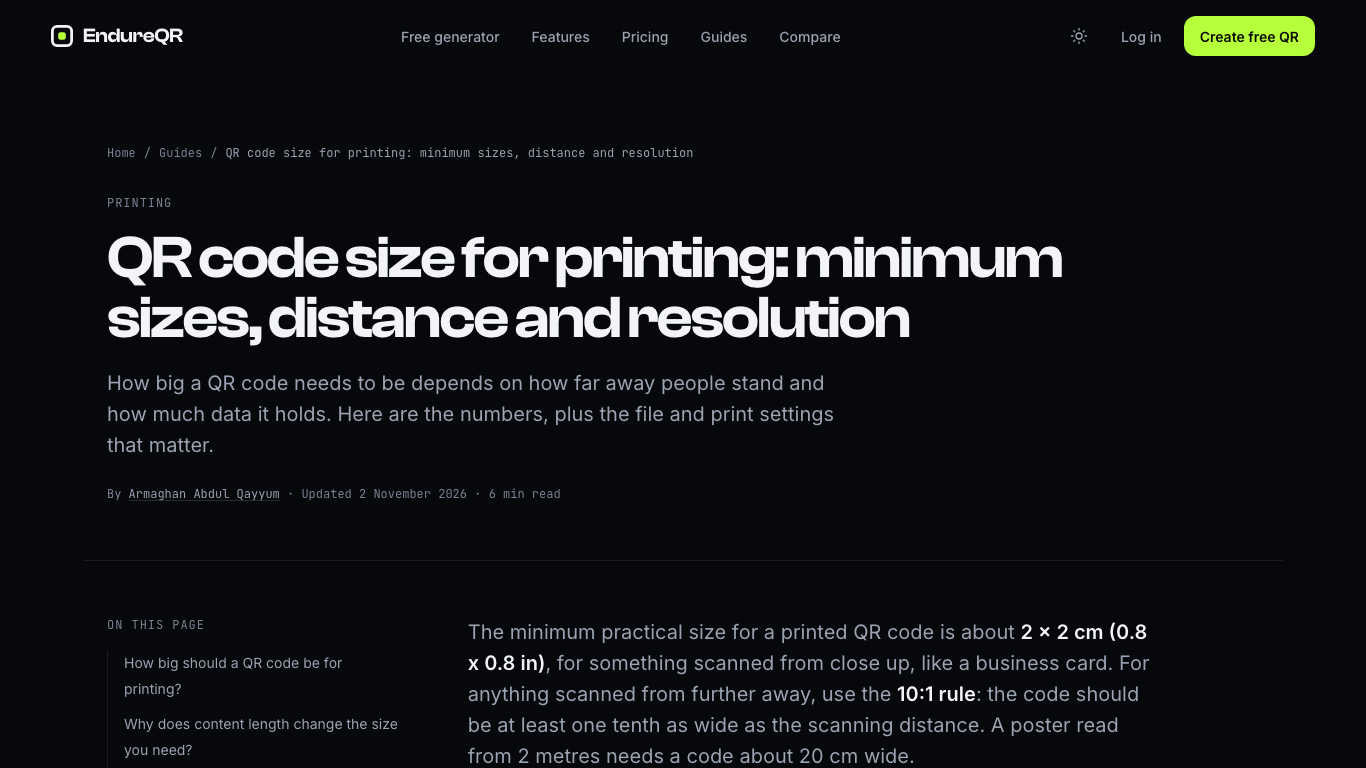 EndureQR
Free generator
Features
Pricing
Guides
Compare
Log in
Create free QR
Home / Guides / QR code size for printing: minimum sizes, distance and resolution
PRINTING
QR code size for printing: minimum
sizes, distance and resolution
How big a QR code needs to be depends on how far away people stand and
how much data it holds. Here are the numbers, plus the file and print settings
that matter.
By Armaghan Abdul Qayyum · Updated 2 November 2026 · 6 min read
ON THIS PAGE
How big should a QR code be for
printing?
Why does content length change the size
you need?
The minimum practical size for a printed QR code is about 2 × 2 cm (0.8
x 0.8 in), for something scanned from close up, like a business card. For
anything scanned from further away, use the 10:1 rule: the code should
be at least one tenth as wide as the scanning distance. A poster read
from 2 metres needs a code about 20 cm wide.